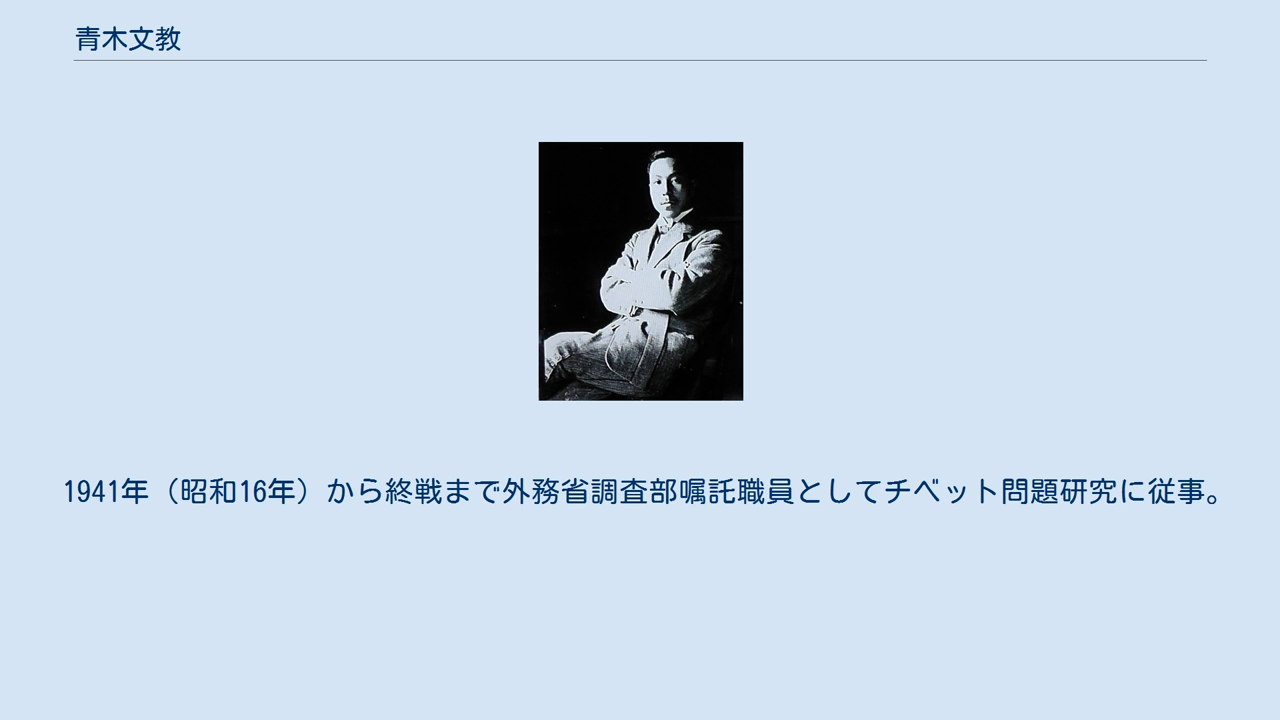 青木文教
1941年（昭和16年）から終戦まで外務省調査部嘱託職員としてチベット問題研究に従事。